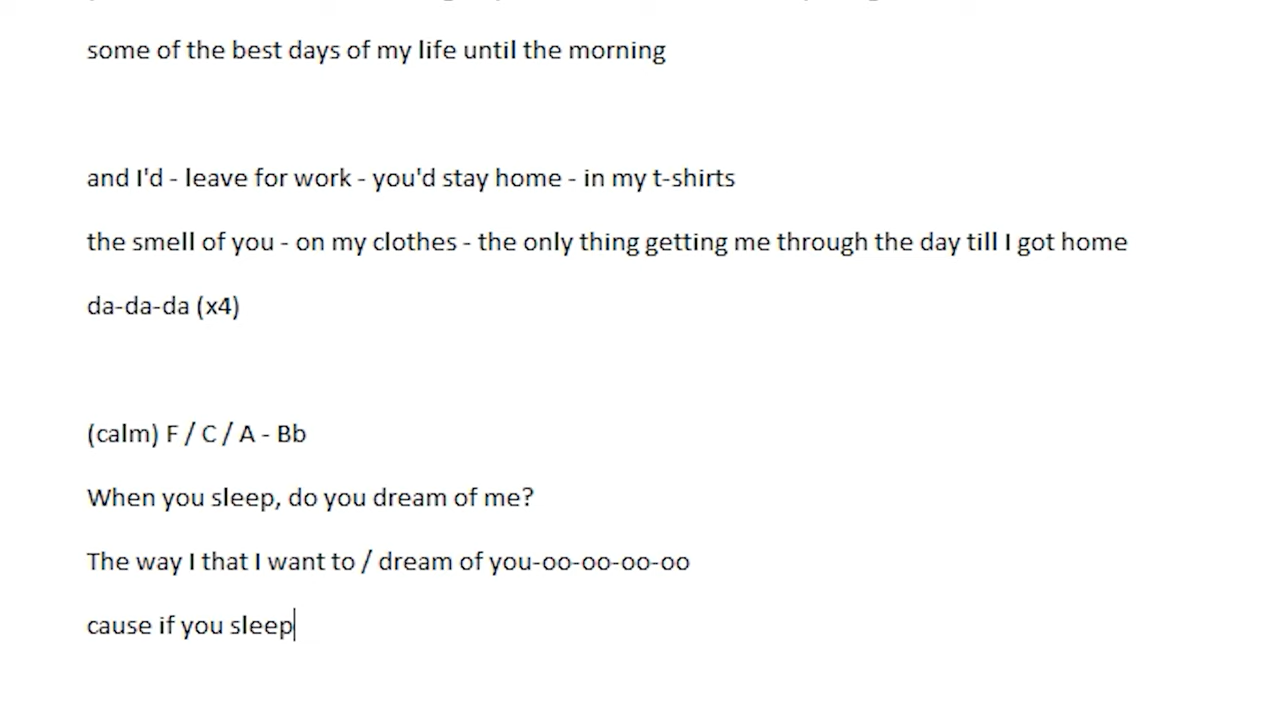 some of the best days of my life until the morning
and I'd - leave for work - you'd stay home - in my t-shirts
the smell of you - on my clothes - the only thing getting me through the day till I got home
da-da-da (x4)
(calm) F / C / A - Bb
When you sleep, do you dream of me?
The way I that I want to / dream of you-oo-oo-oo-oo
cause if you sleep